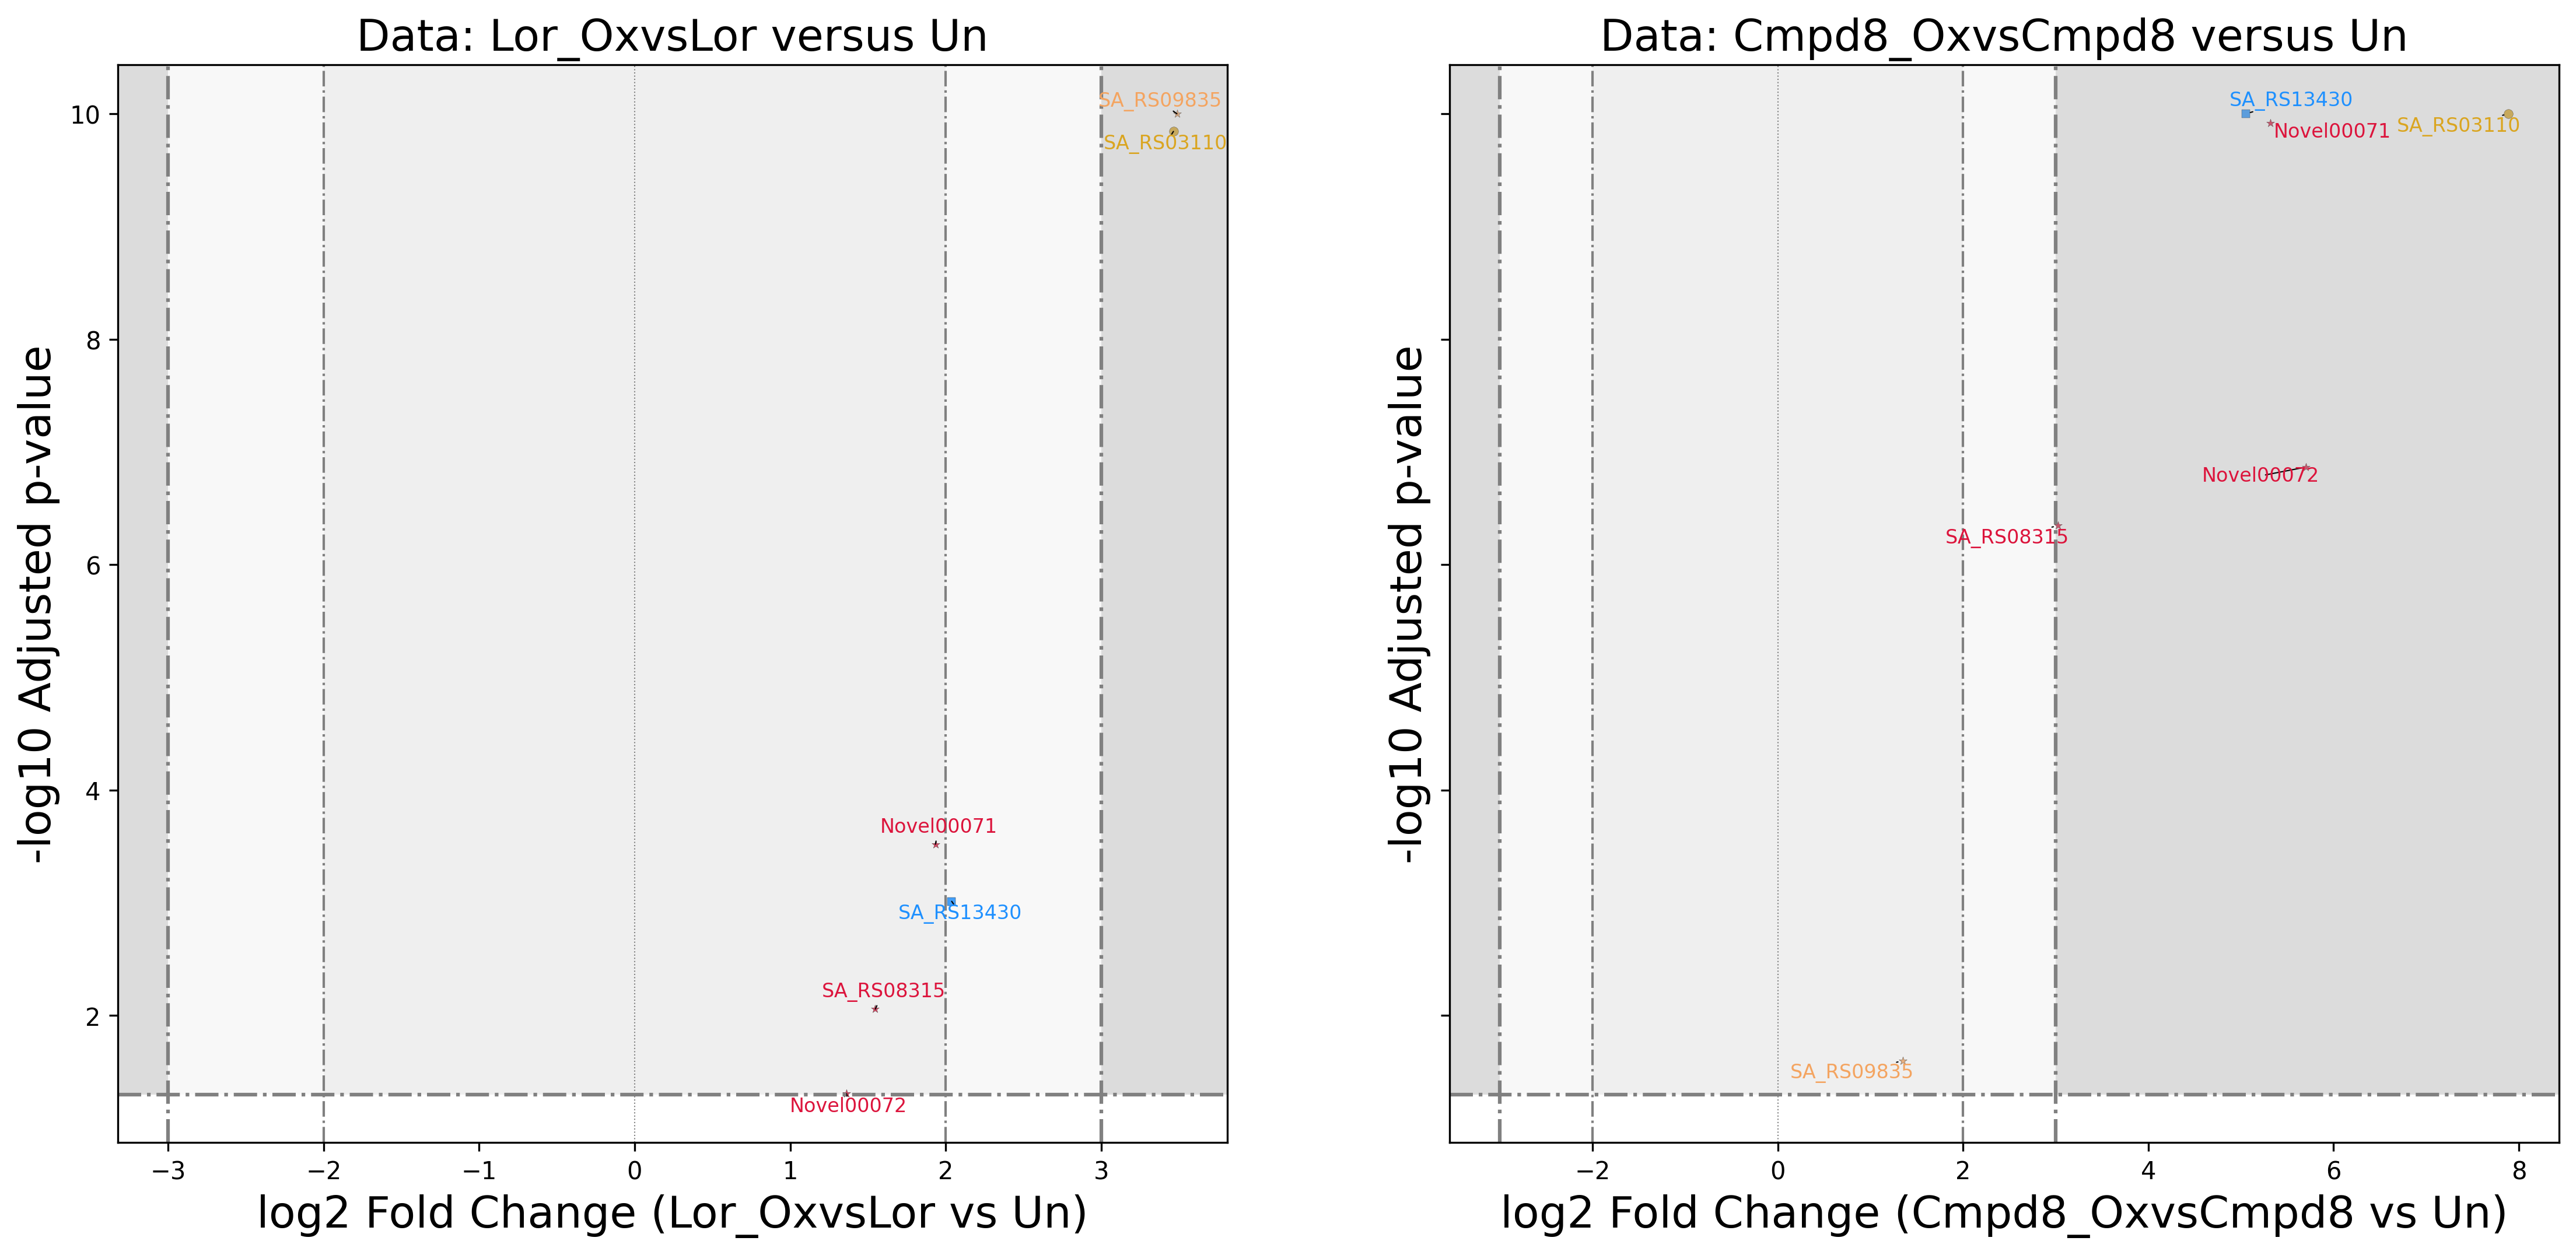 Data: Lor_OxvsLor versus Un
-log10 Adjusted p-value
10
8
6
4
2
SA_RS09835
SA_RS03110
Novel00071
SA_RS13430
SA_RS08315
Novel00072
−3
−2
−1
0
1
2
3
log2 Fold Change (Lor_OxvsLor vs Un)
Data: Cmpd8_OxvsCmpd8 versus Un
-log10 Adjusted p-value
SA_RS13430
SA_RS03110
Novel00071
Novel00072
SA_RS08315
SA_RS09835
−2
0
2
4
6
8
log2 Fold Change (Cmpd8_OxvsCmpd8 vs Un)